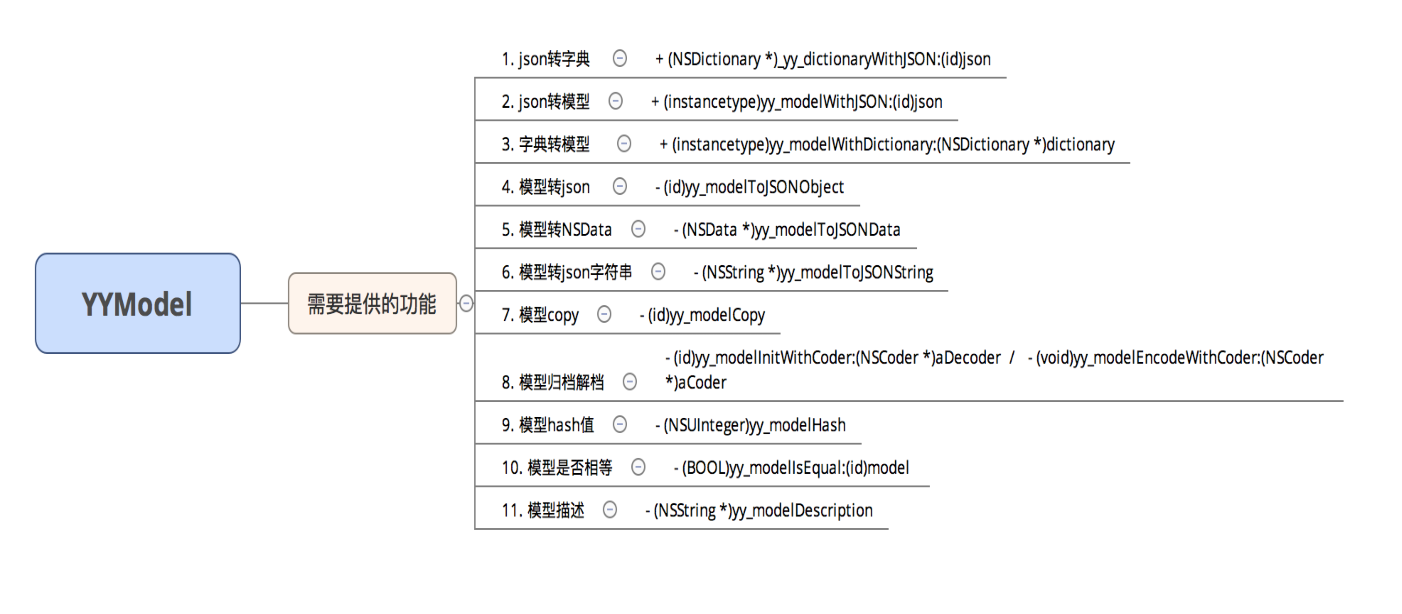 YYModel
需要提供的功能
1. json转字典 + (NSDictionary *)_yy_dictionaryWithJSON:(id)json
2. json转模型 + (instancetype)yy_modelWithJSON:(id)json
3. 字典转模型 + (instancetype)yy_modelWithDictionary:(NSDictionary *)dictionary
4. 模型转json - (id)yy_modelToJSONObject
5. 模型转NSData - (NSData *)yy_modelToJSONData
6. 模型转json字符串 - (NSString *)yy_modelToJSONString
7. 模型copy - (id)yy_modelCopy
8. 模型归档解档 - (id)yy_modelInitWithCoder:(NSCoder *)aDecoder / - (void)yy_modelEncodeWithCoder:(NSCoder
*)aCoder
9. 模型hash值 - (NSUInteger)yy_modelHash
10. 模型是否相等 - (BOOL)yy_modelIsEqual:(id)model
11. 模型描述 - (NSString *)yy_modelDescription